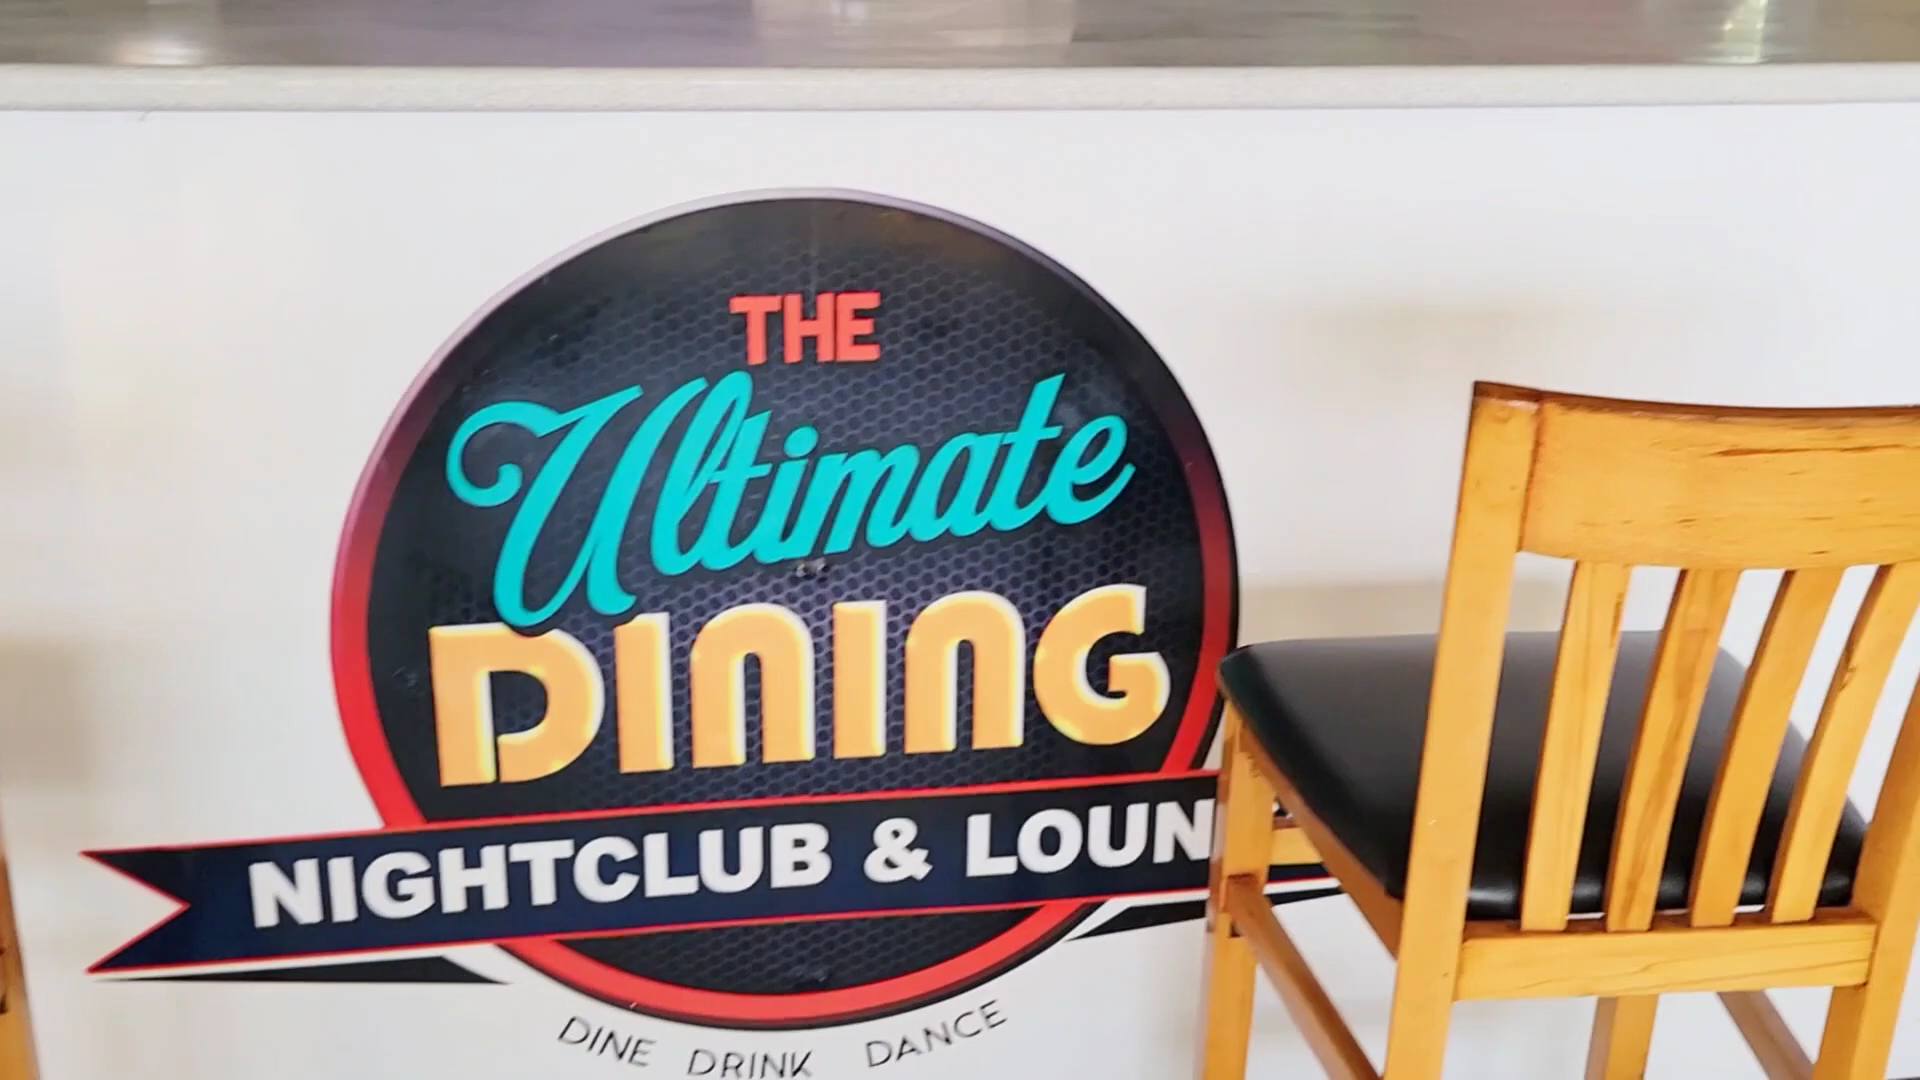 THE
Ultimate
DINING
NIGHTCLUB & LOUN
DINE DRINK DANCE